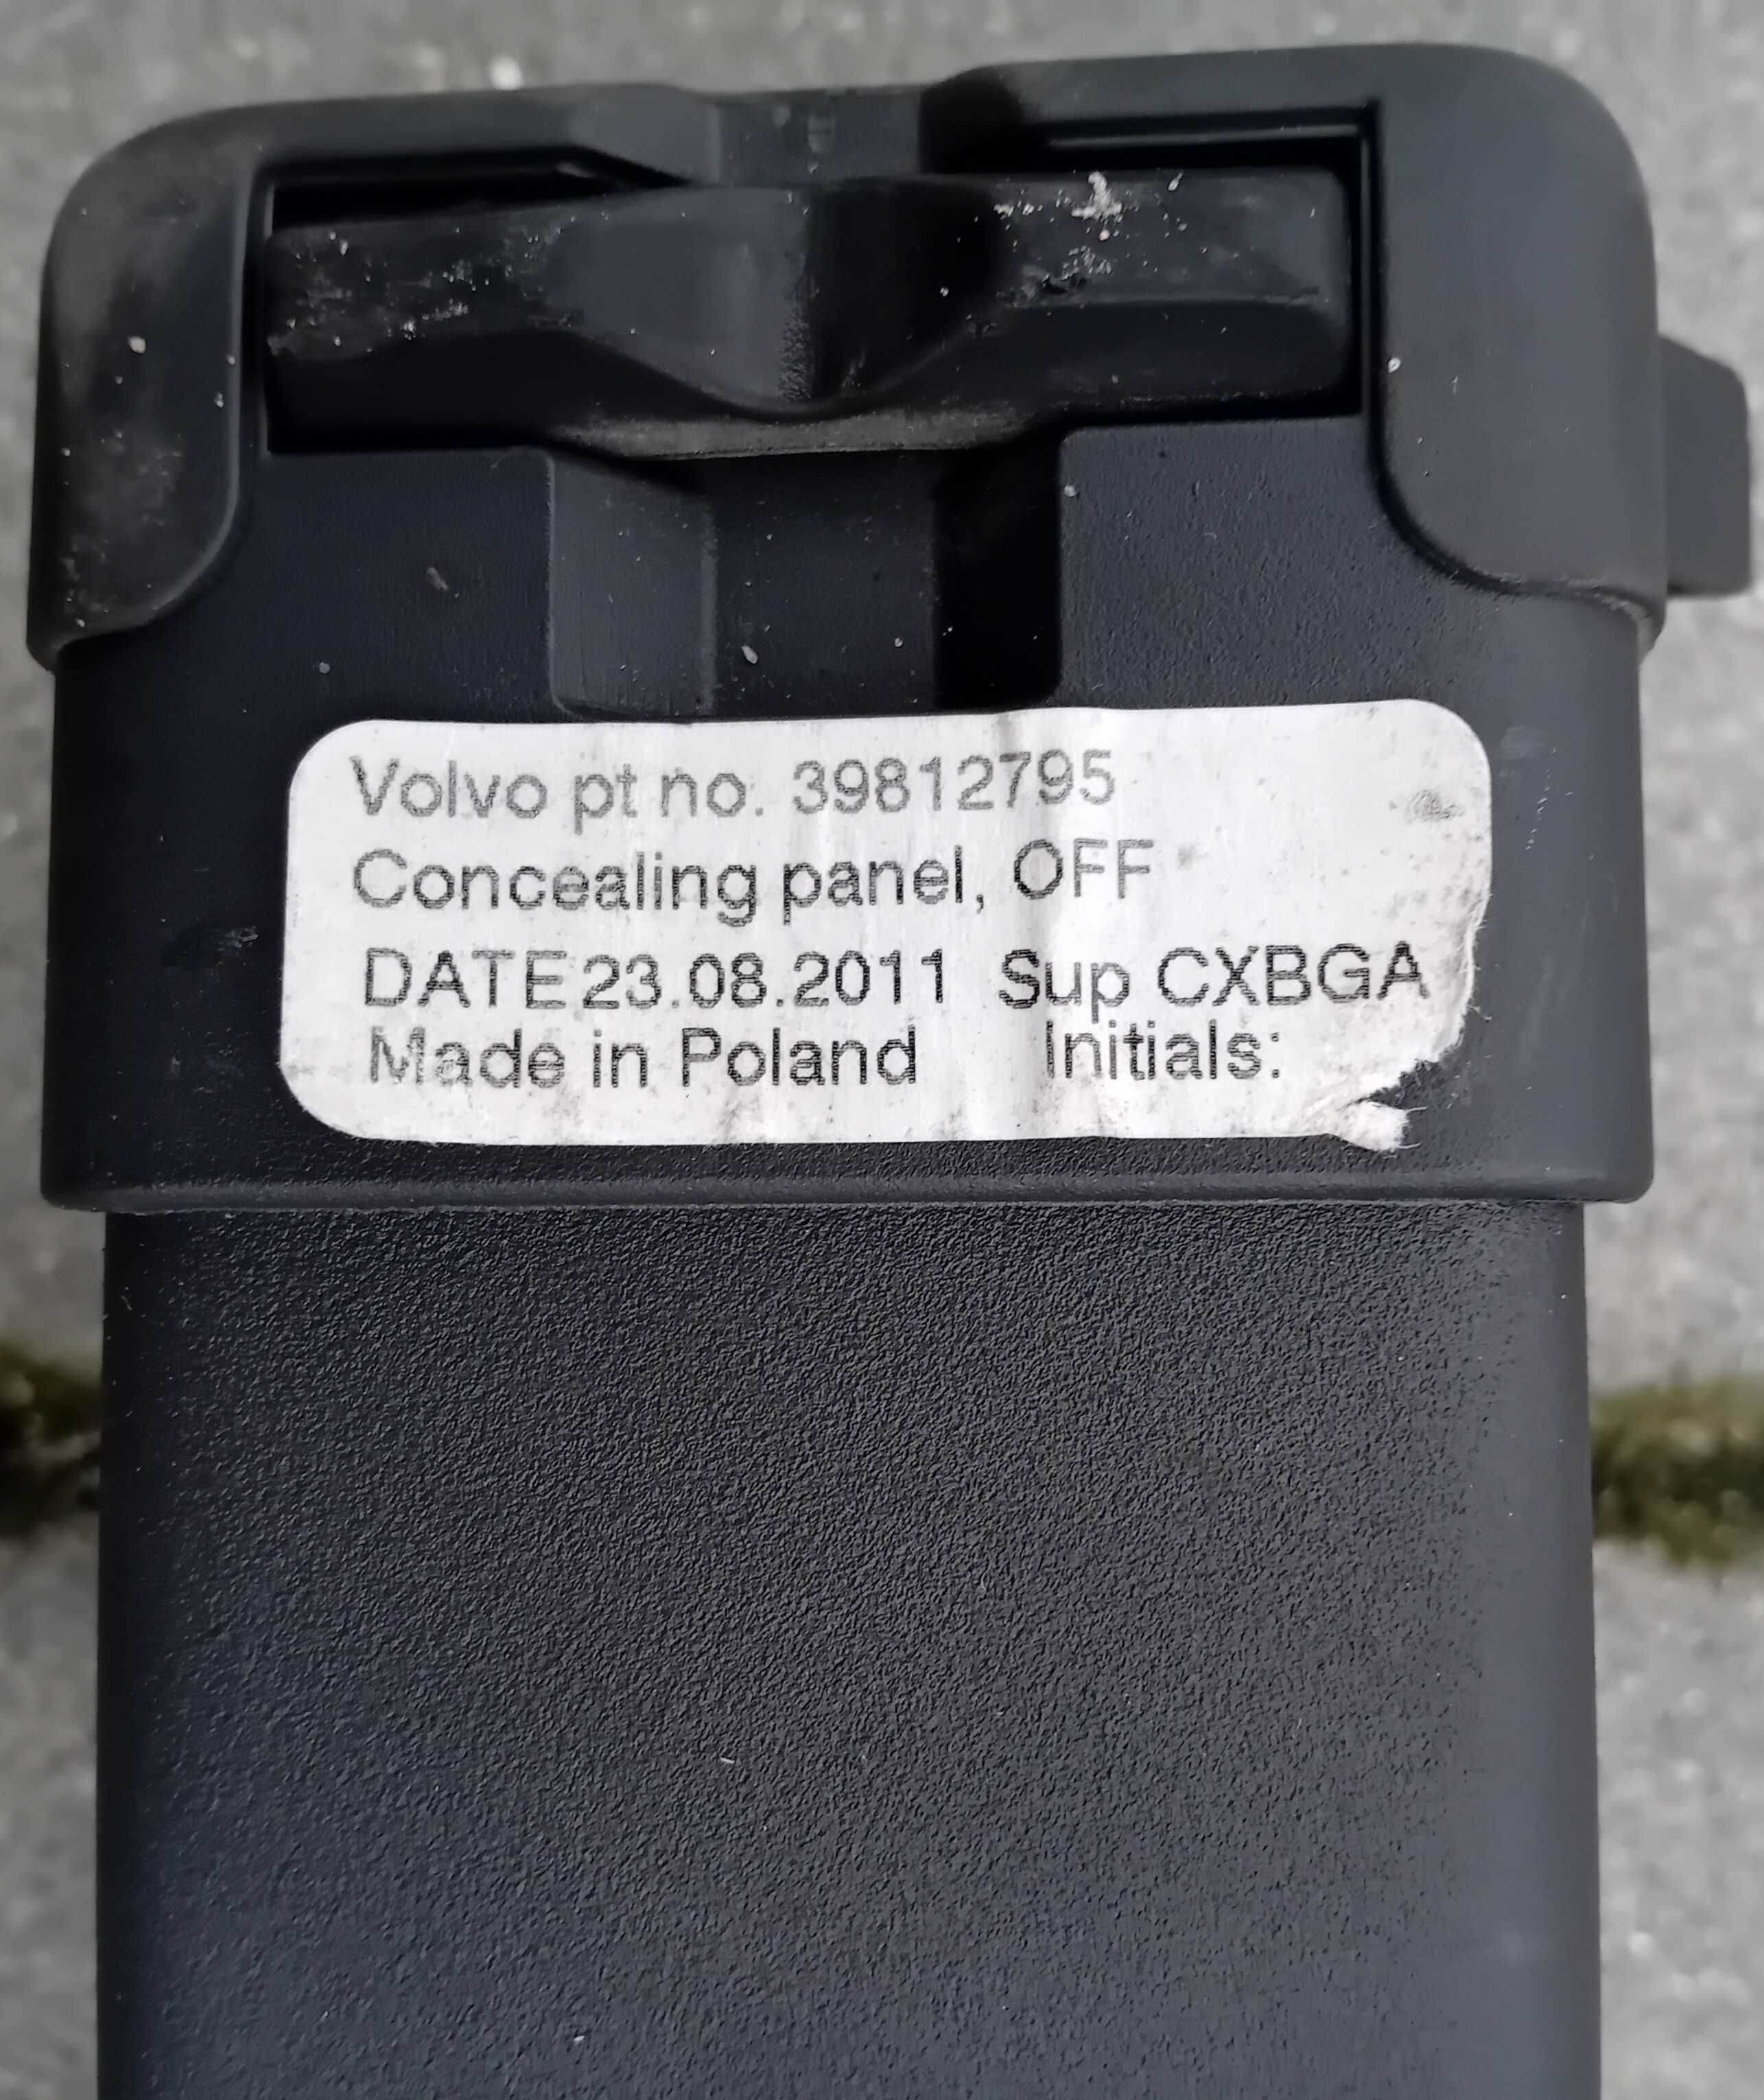 Volvo pt no. 39812795
Concealing panel, OFF
DATE 23.08.2011 Sup CXBGA
Made in Poland Initials: